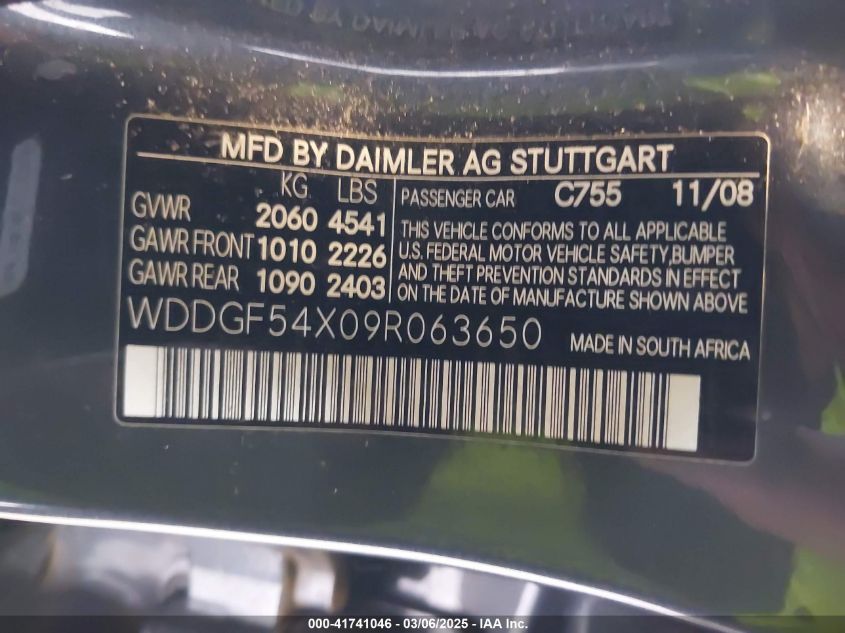 MFD BY DAIMLER AG STUTTGART
KG LBS
GVWR 2060 4541
GAWR FRONT 1010 2226
GAWR REAR 1090 2403
PASSENGER CAR C755 11/08
THIS VEHICLE CONFORMS TO ALL APPLICABLE
U.S. FEDERAL MOTOR VEHICLE SAFETY,BUMPER
AND THEFT PREVENTION STANDARDS IN EFFECT
ON THE DATE OF MANUFACTURE SHOWN ABOVE
WDDGF54X09R063650
MADE IN SOUTH AFRICA
000-41741046 - 03/06/2025 - IAA Inc.